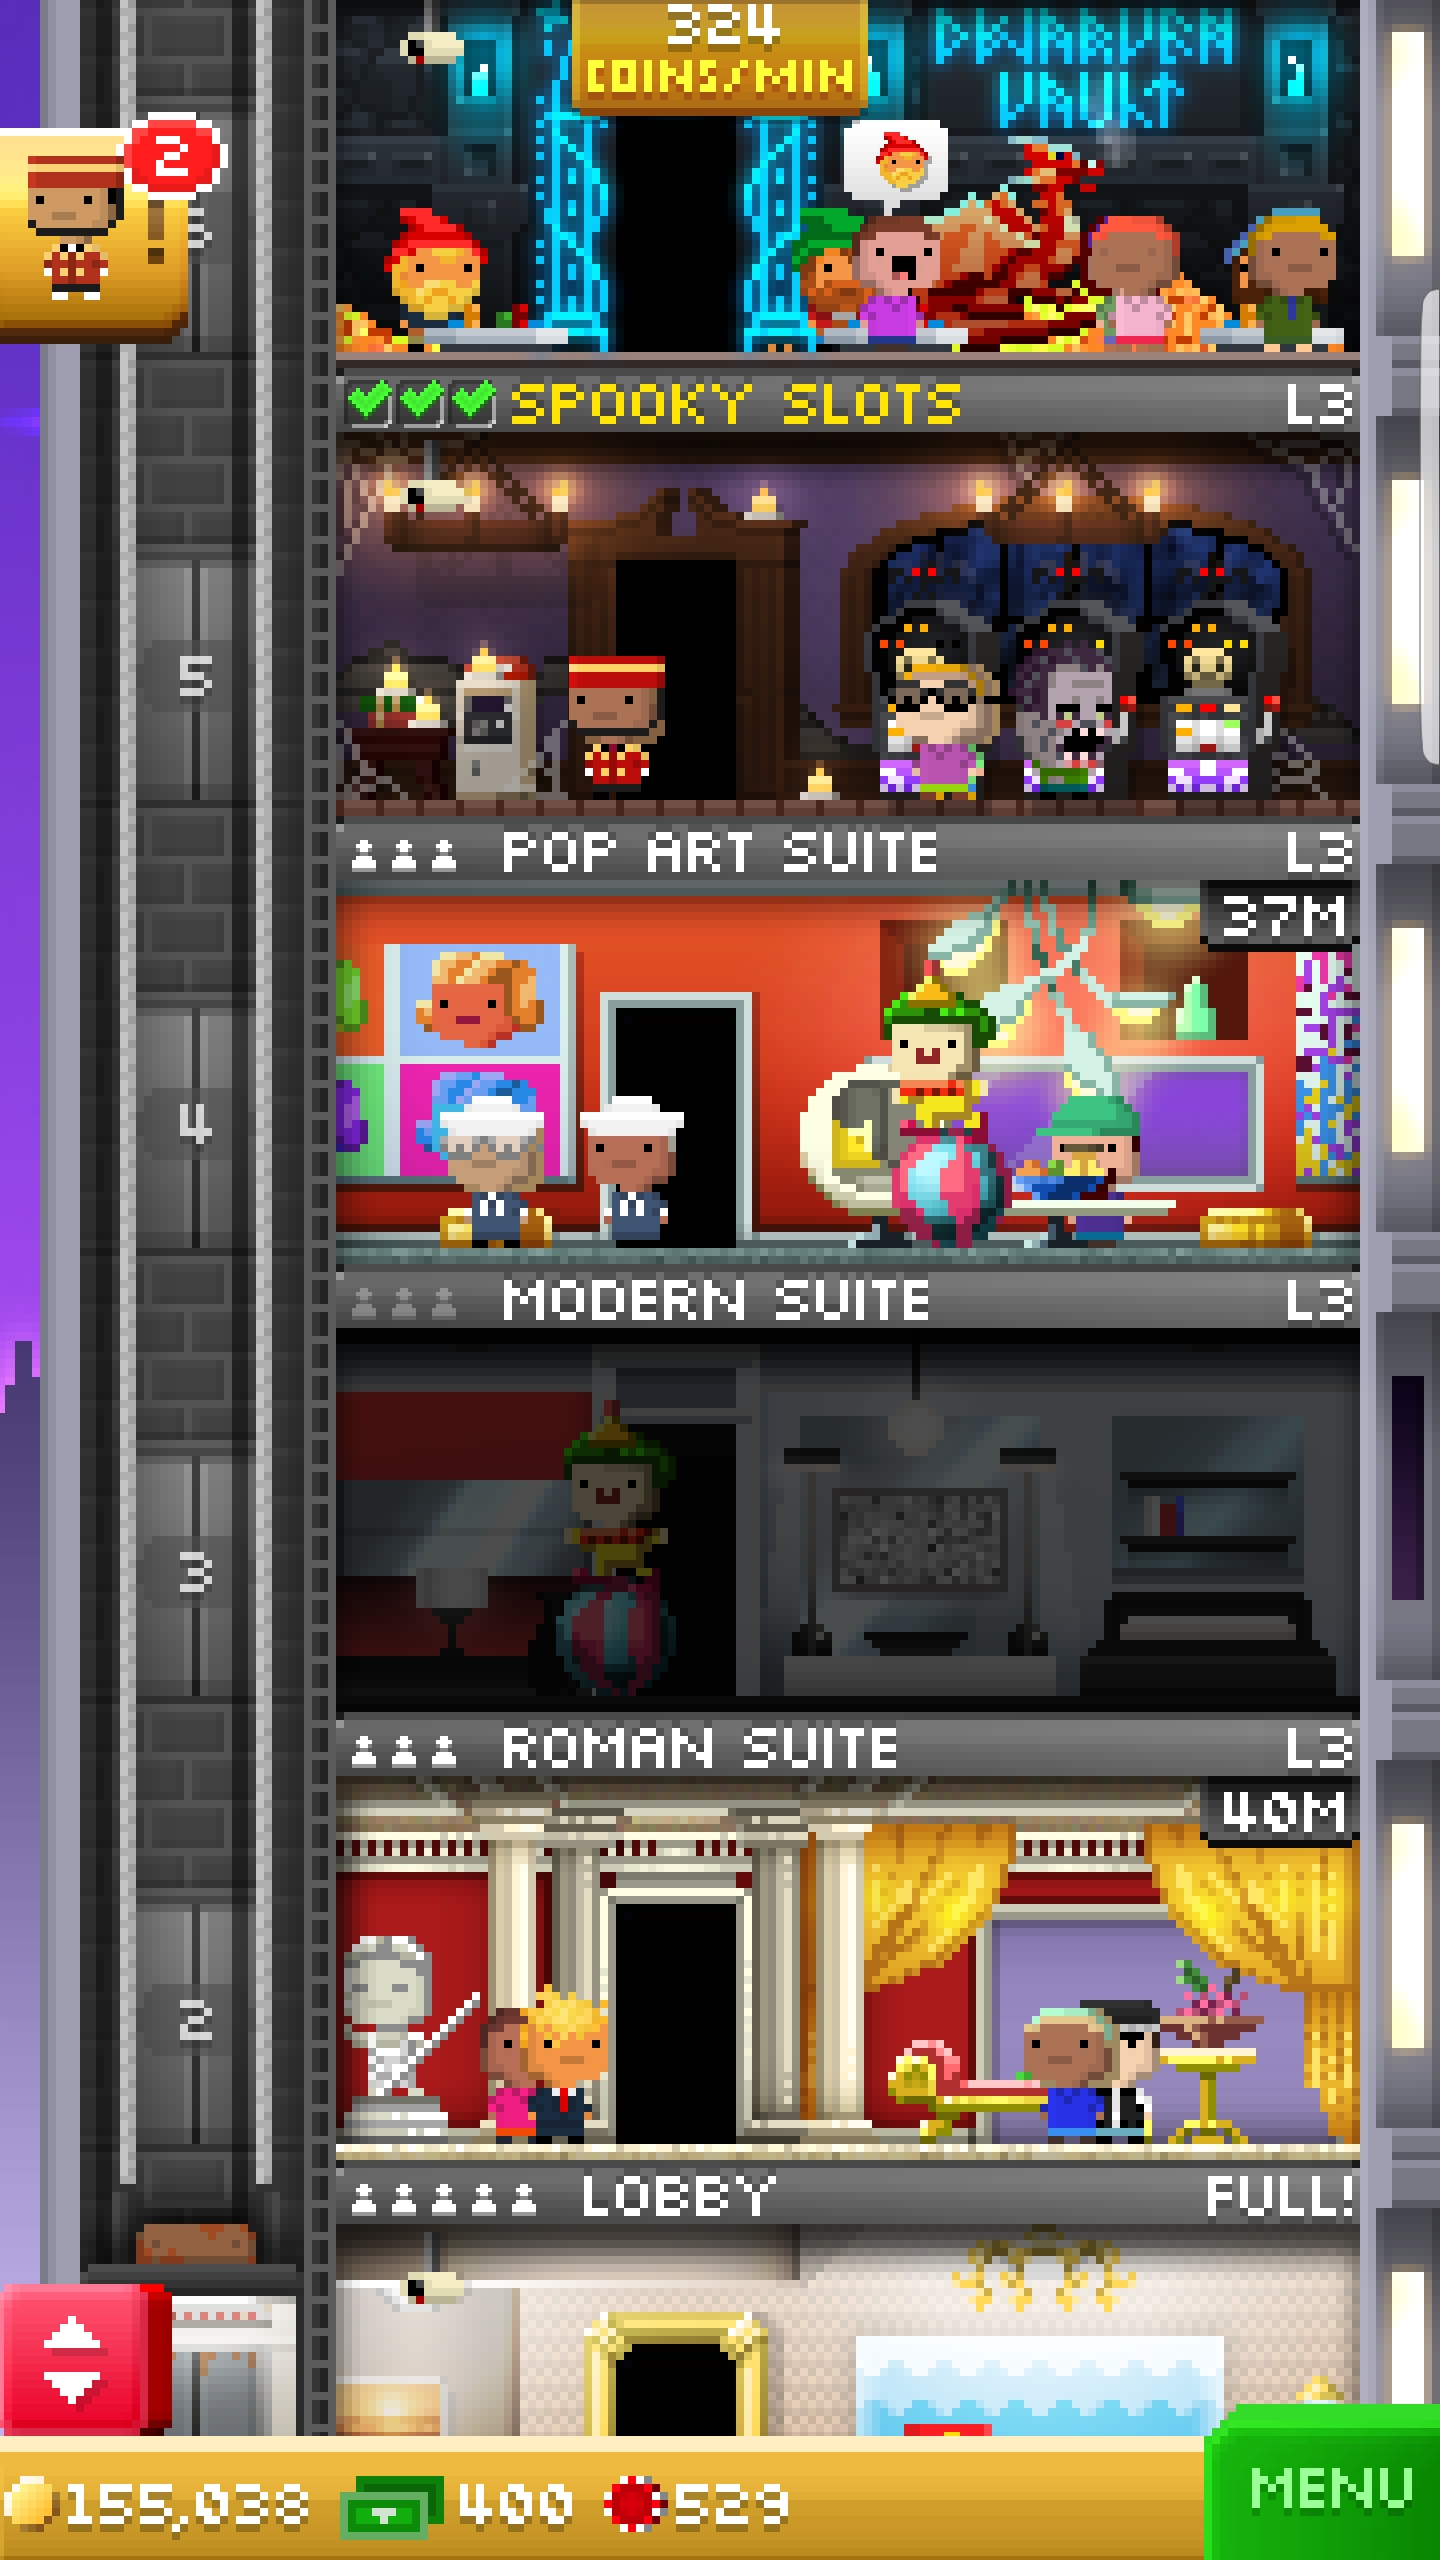 324
COINS/MIN
DWARVEN
VAULT
2
!
SPOOKY SLOTS L3
5
POP ART SUITE L3
37M
4
MODERN SUITE L3
3
ROMAN SUITE L3
40M
2
LOBBY FULL!
155,038 400 529
MENU